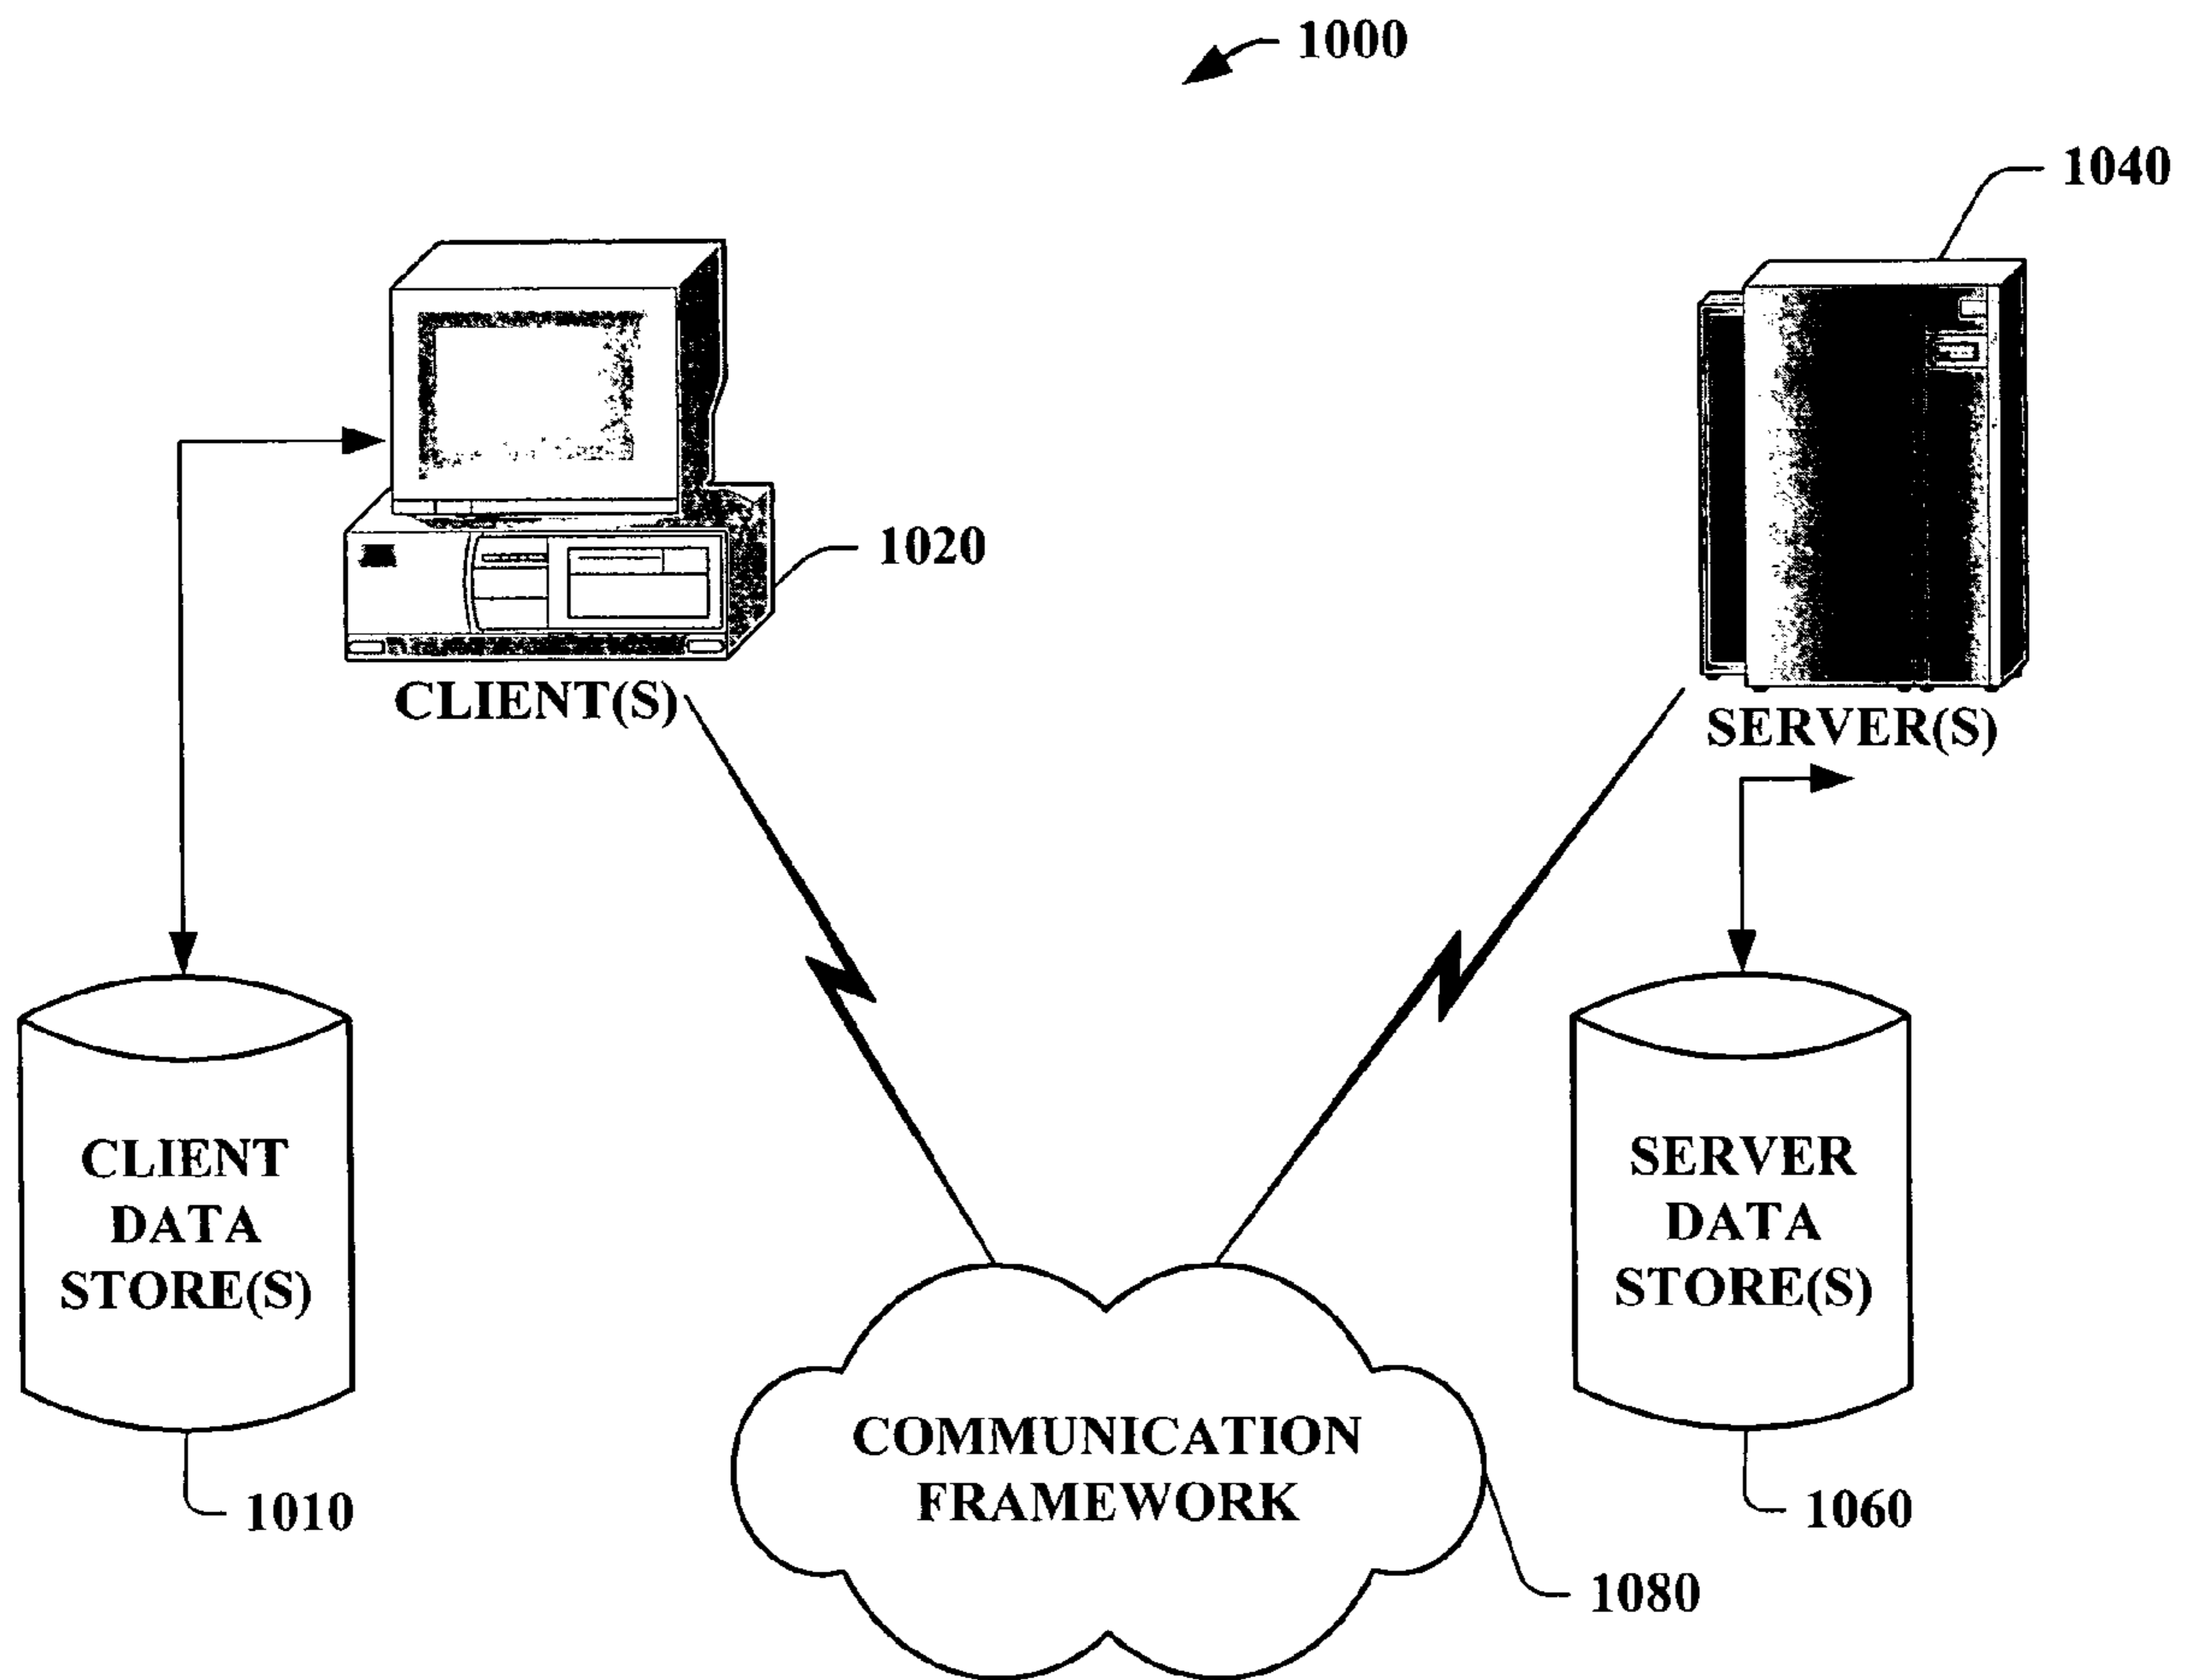 1000
1040
1020
CLIENT(S)
SERVER(S)
CLIENT
DATA
STORE(S)
SERVER
DATA
STORE(S)
COMMUNICATION
FRAMEWORK
1010
1060
1080